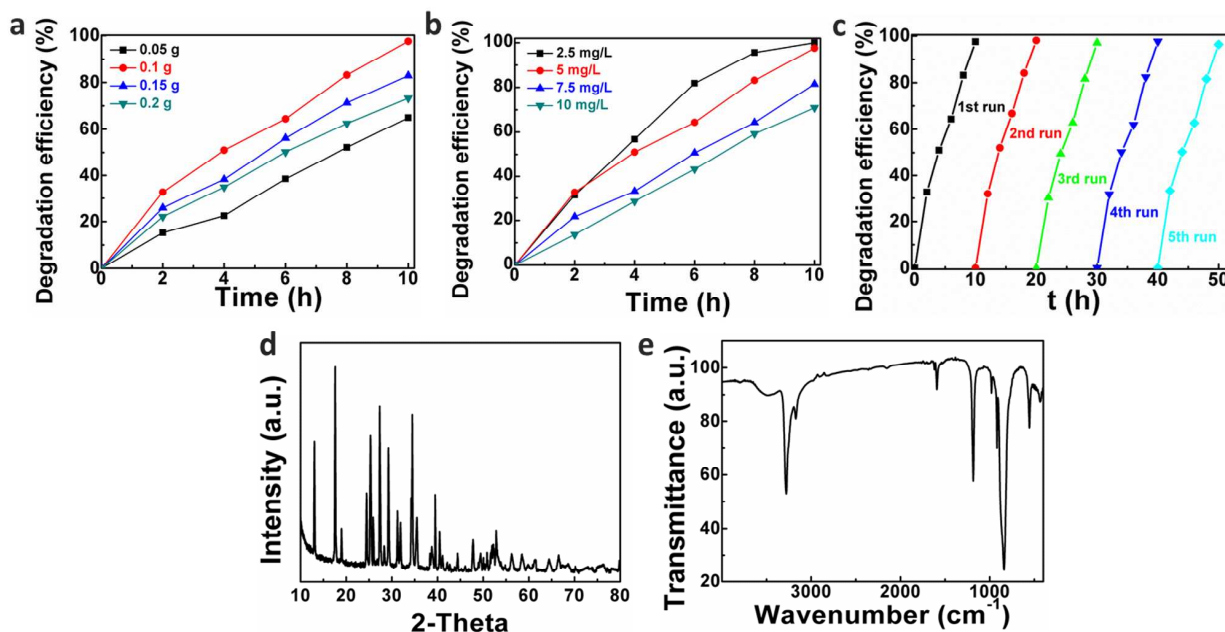 a
Degradation efficiency (%)
100
80
60
40
20
0
0.05 g
0.1 g
0.15 g
0.2 g
0 2 4 6 8 10
Time (h)
b
Degradation efficiency (%)
100
80
60
40
20
0
2.5 mg/L
5 mg/L
7.5 mg/L
10 mg/L
0 2 4 6 8 10
Time (h)
c
Degradation efficiency (%)
100
80
60
40
20
0
1st run
2nd run
3rd run
4th run
5th run
0 10 20 30 40 50
t (h)
d
Intensity (a.u.)
10 20 30 40 50 60 70 80
2-Theta
e
Transmittance (a.u.)
100
80
60
40
20
3000 2000 1000
Wavenumber (cm⁻¹)